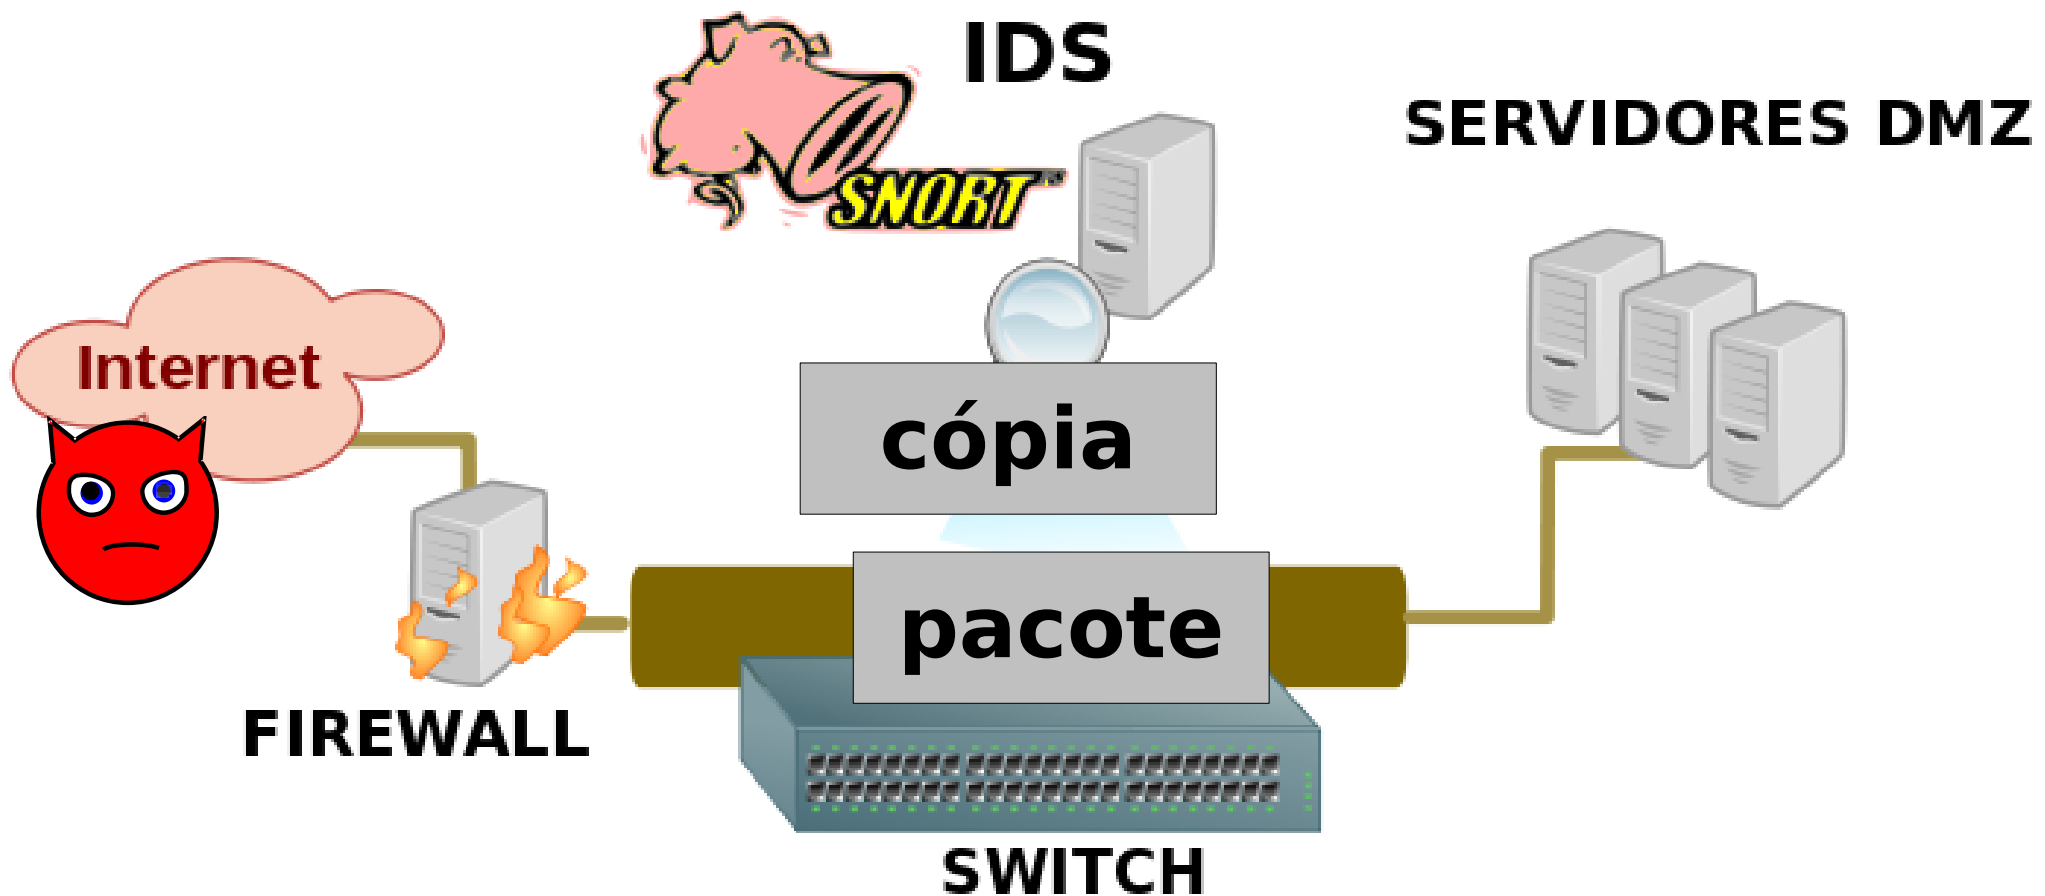 IDS
SNORT
SERVIDORES DMZ
Internet
cópia
pacote
FIREWALL
SWITCH